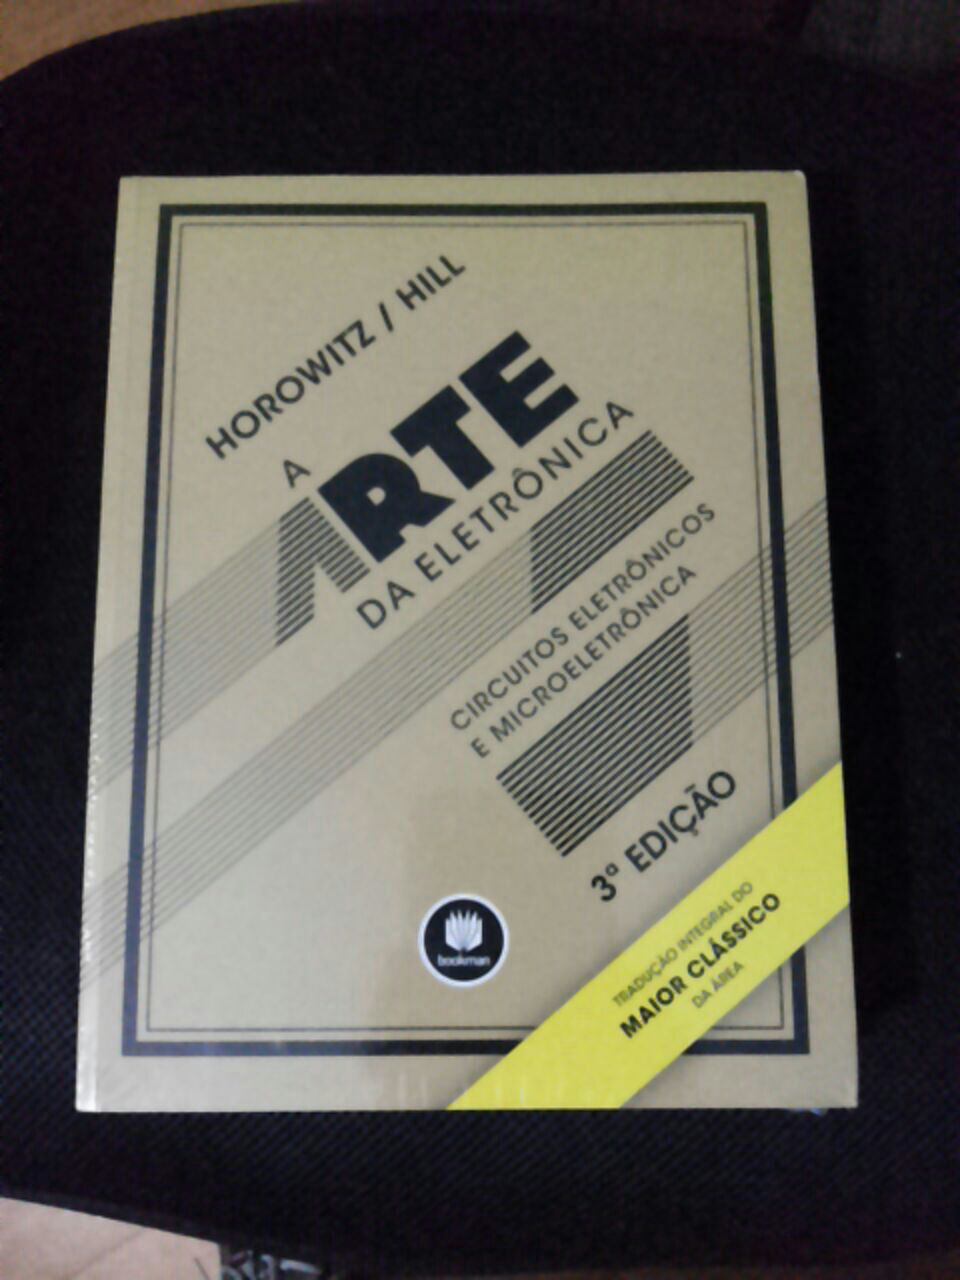 HOROWITZ / HILL
A
ARTE
DA ELETRÔNICA
CIRCUITOS ELETRÔNICOS
E MICROELETRÔNICA
3ª EDIÇÃO
bookman
TRADUÇÃO INTEGRAL DO
MAIOR CLÁSSICO
DA ÁREA